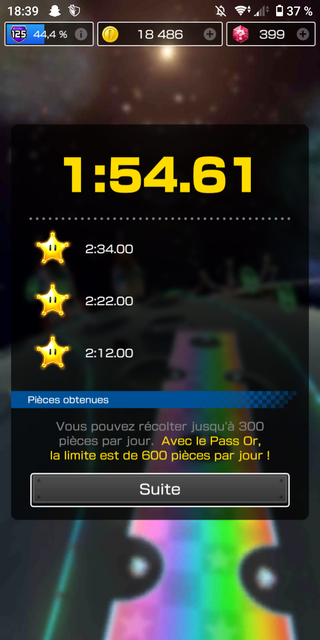 18:39 37 %
125 44,4 % i 18 486 + 399 +
1:54.61
2:34.00
2:22.00
2:12.00
Pièces obtenues
Vous pouvez récolter jusqu'à 300
pièces par jour. Avec le Pass Or,
la limite est de 600 pièces par jour !
Suite